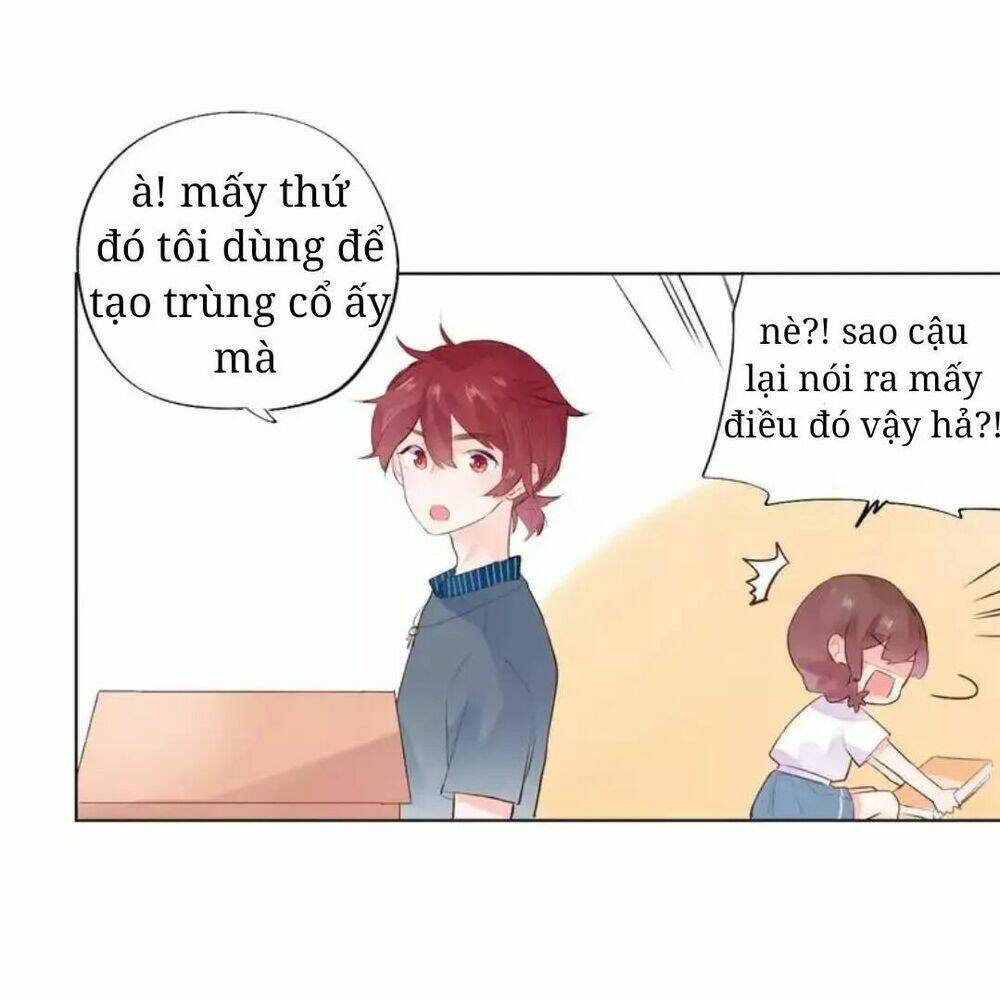 à! mấy thứ
đó tôi dùng để
tạo trùng cổ ấy
mà
nè?! sao cậu
lại nói ra mấy
điều đó vậy hả?!